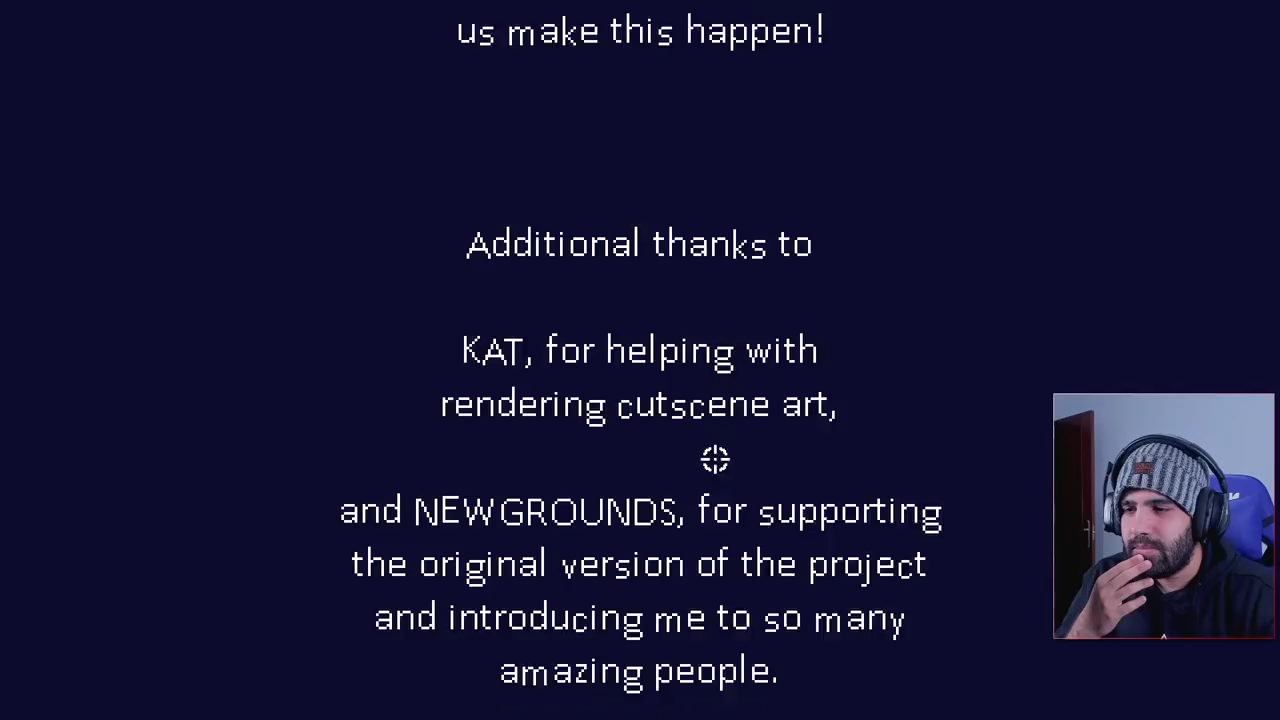 us make this happen!
Additional thanks to
KAT, for helping with
rendering cutscene art,
and NEWGROUNDS, for supporting
the original version of the project
and introducing me to so many
amazing people.